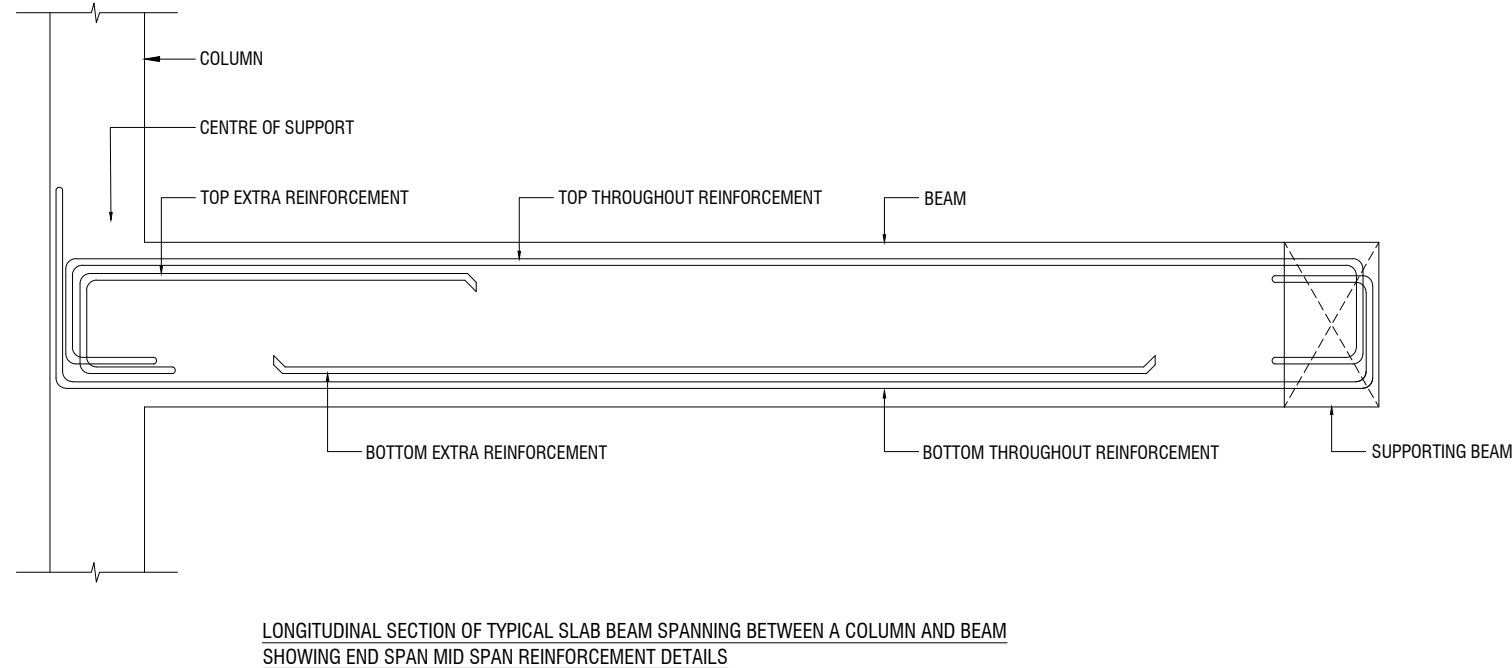 COLUMN
CENTRE OF SUPPORT
TOP EXTRA REINFORCEMENT
TOP THROUGHOUT REINFORCEMENT
BEAM
BOTTOM EXTRA REINFORCEMENT
BOTTOM THROUGHOUT REINFORCEMENT
SUPPORTING BEAM
LONGITUDINAL SECTION OF TYPICAL SLAB BEAM SPANNING BETWEEN A COLUMN AND BEAM
SHOWING END SPAN MID SPAN REINFORCEMENT DETAILS